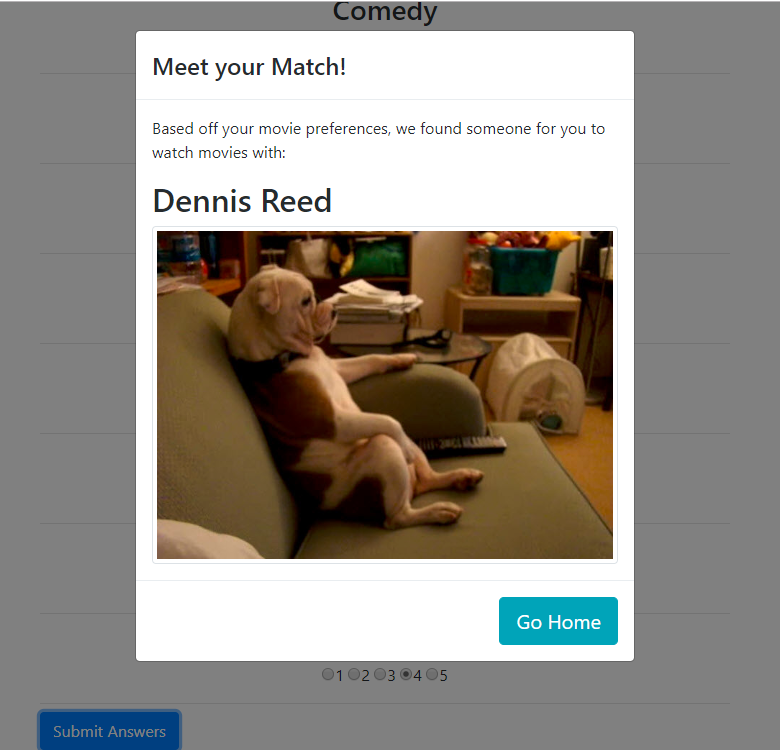 Comedy
Meet your Match!
Based off your movie preferences, we found someone for you to
watch movies with:
Dennis Reed
Go Home
1 2 3 4 5
Submit Answers